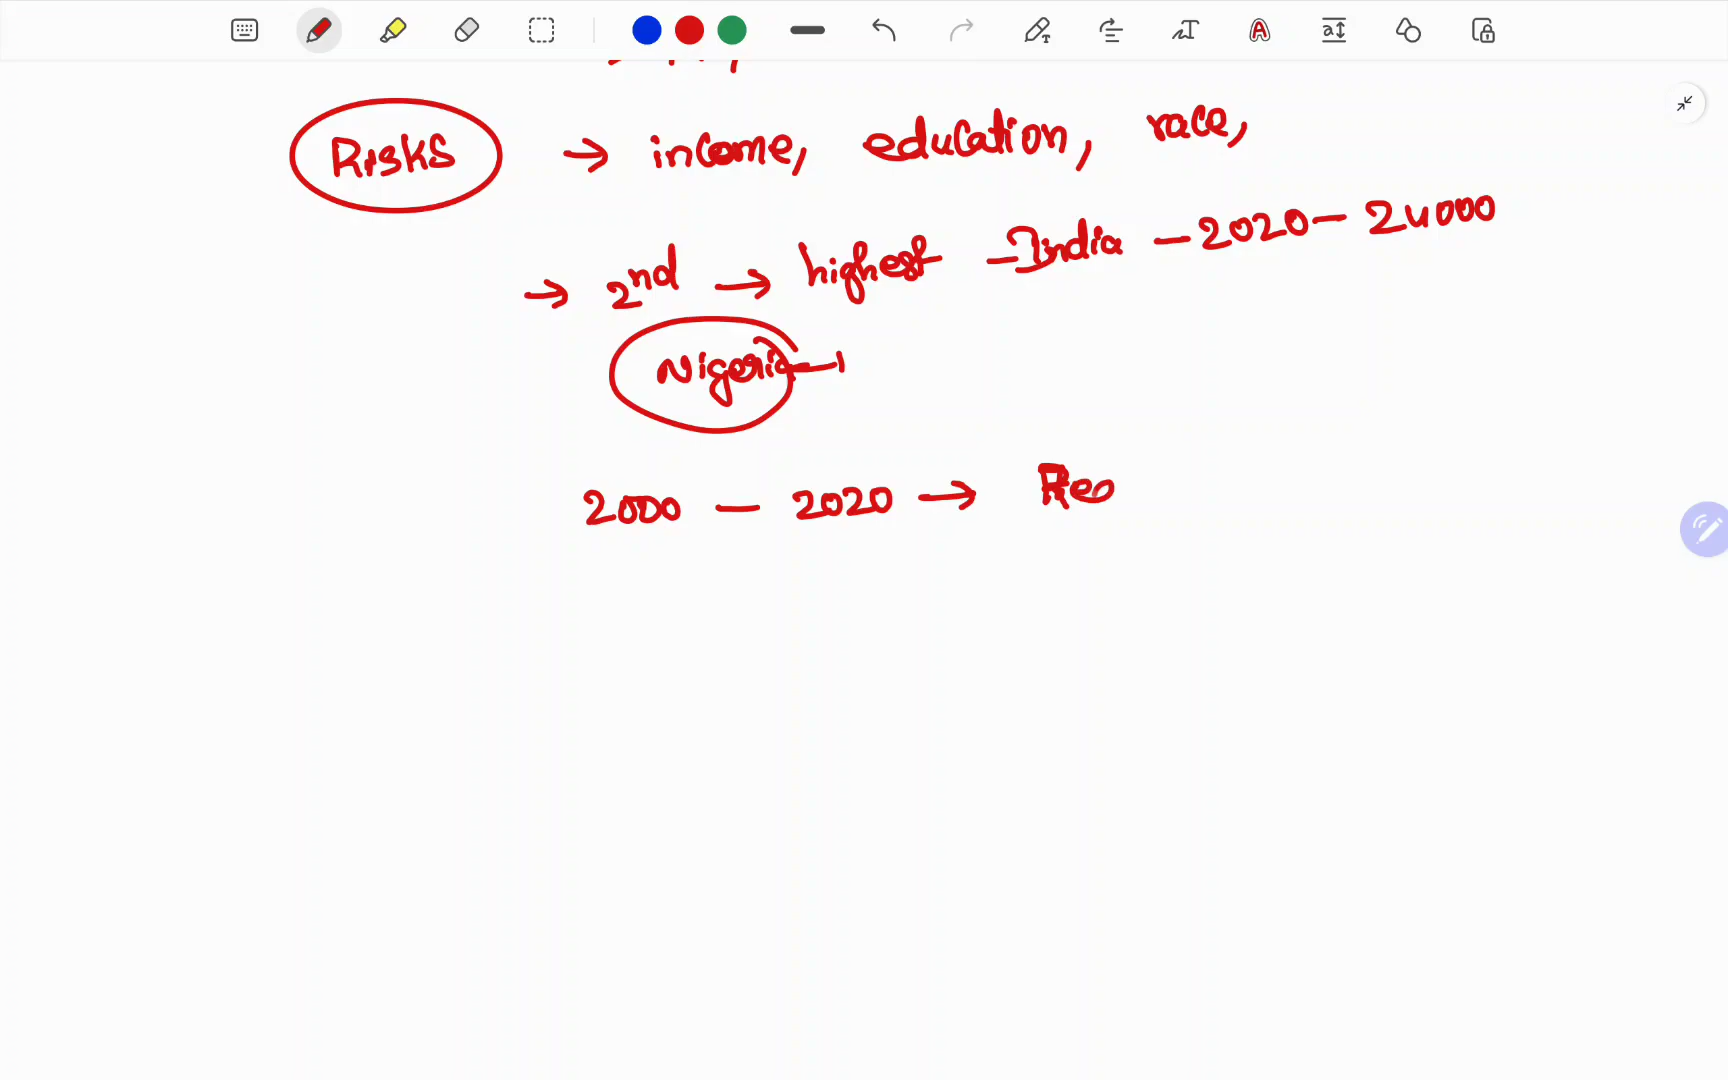 Risks → income, education, race,
→ 2nd → highest - India - 2020 - 24000
Nigeria - 1
2000 - 2020 →